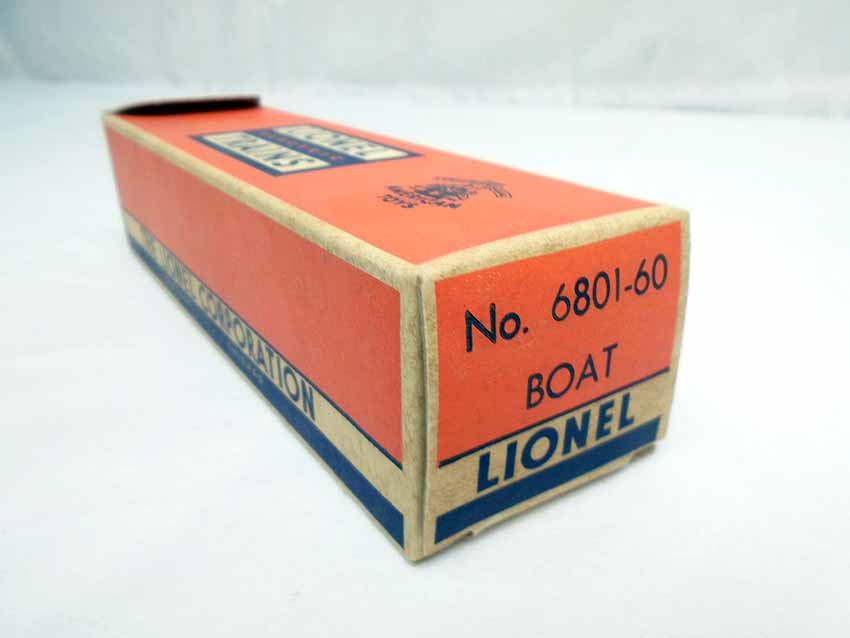 LIONEL
TRAINS
No. 6801-60
BOAT
LIONEL
THE LIONEL CORPORATION